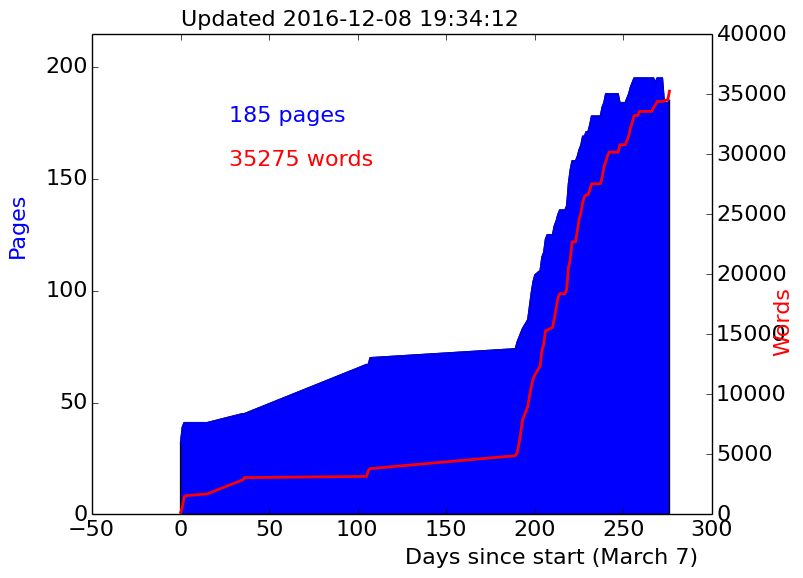 Updated 2016-12-08 19:34:12
185 pages
35275 words
Pages
200
150
100
50
0
40000
35000
30000
25000
20000
15000
10000
5000
0
Words
−50 0 50 100 150 200 250 300
Days since start (March 7)